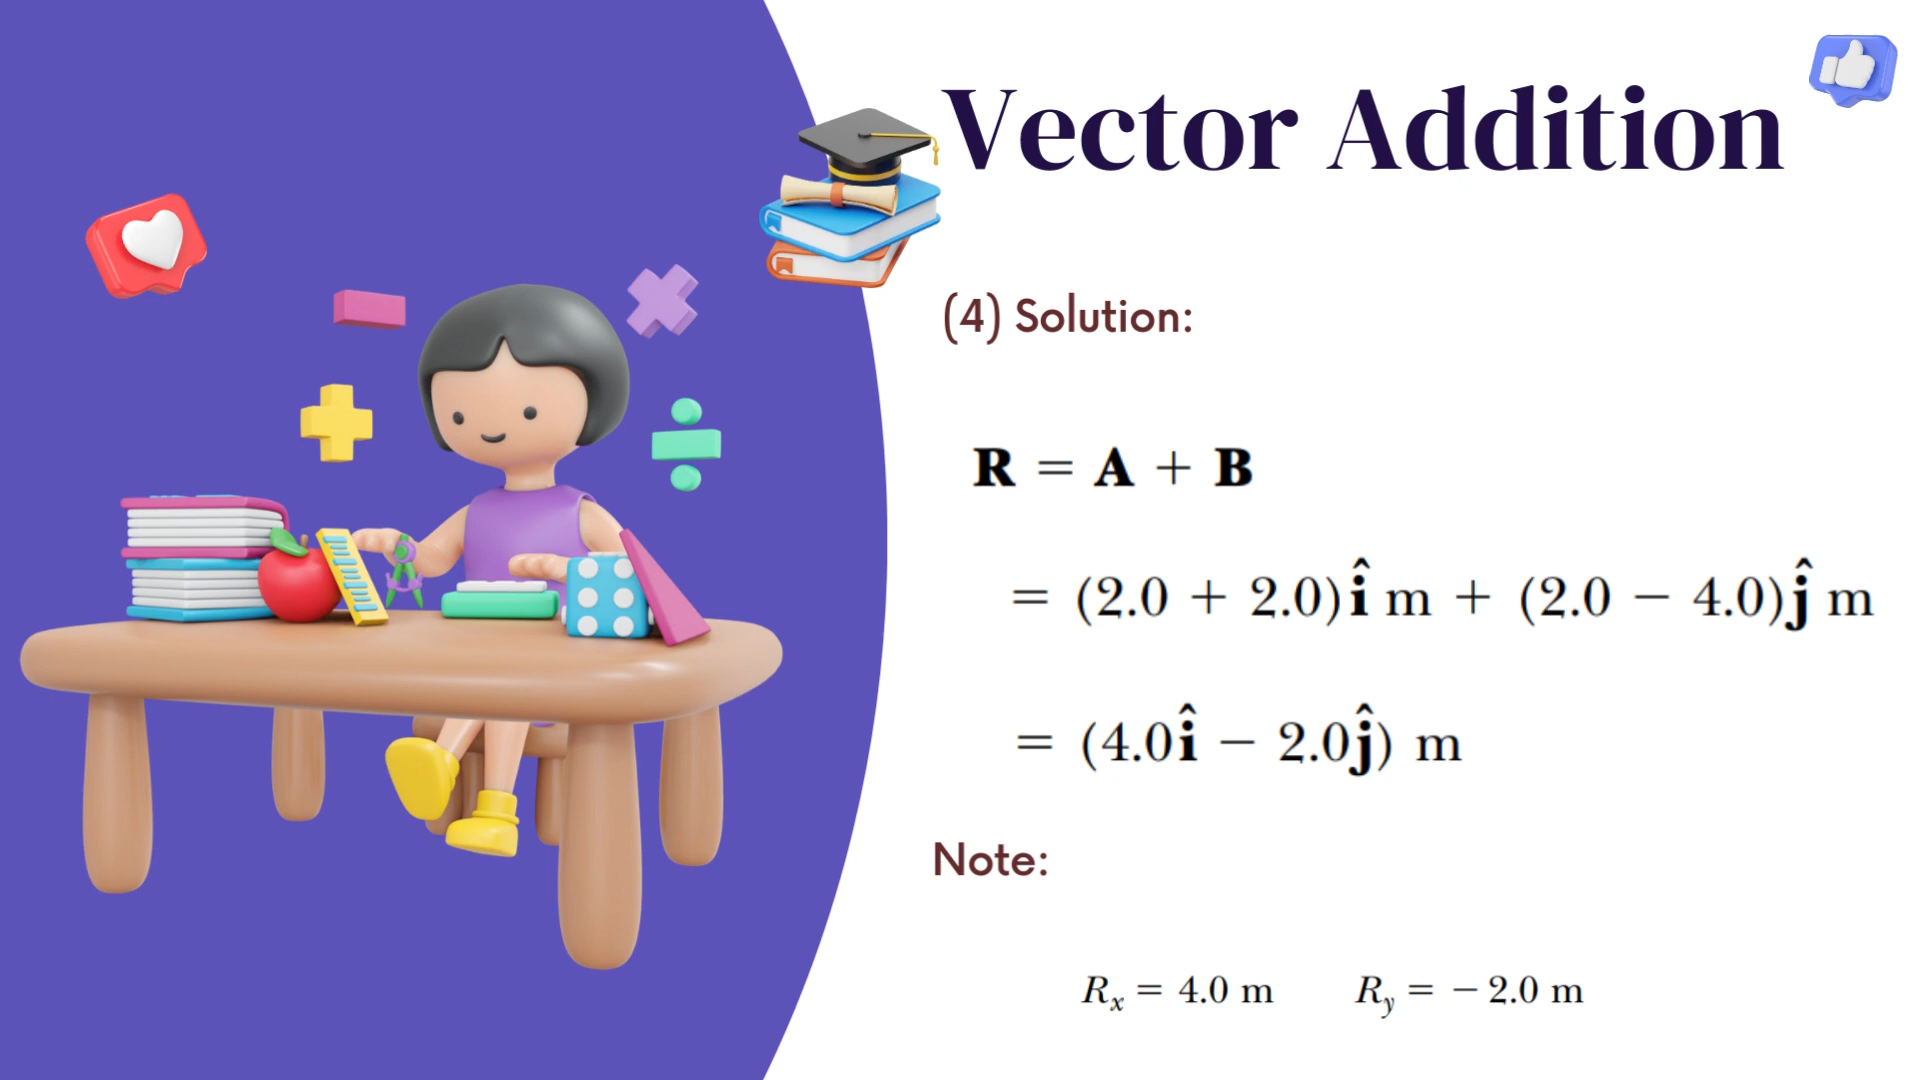 Vector Addition
(4) Solution:
R = A + B
= (2.0 + 2.0)î m + (2.0 − 4.0)ĵ m
= (4.0î − 2.0ĵ) m
Note:
Rₓ = 4.0 m R_y = − 2.0 m